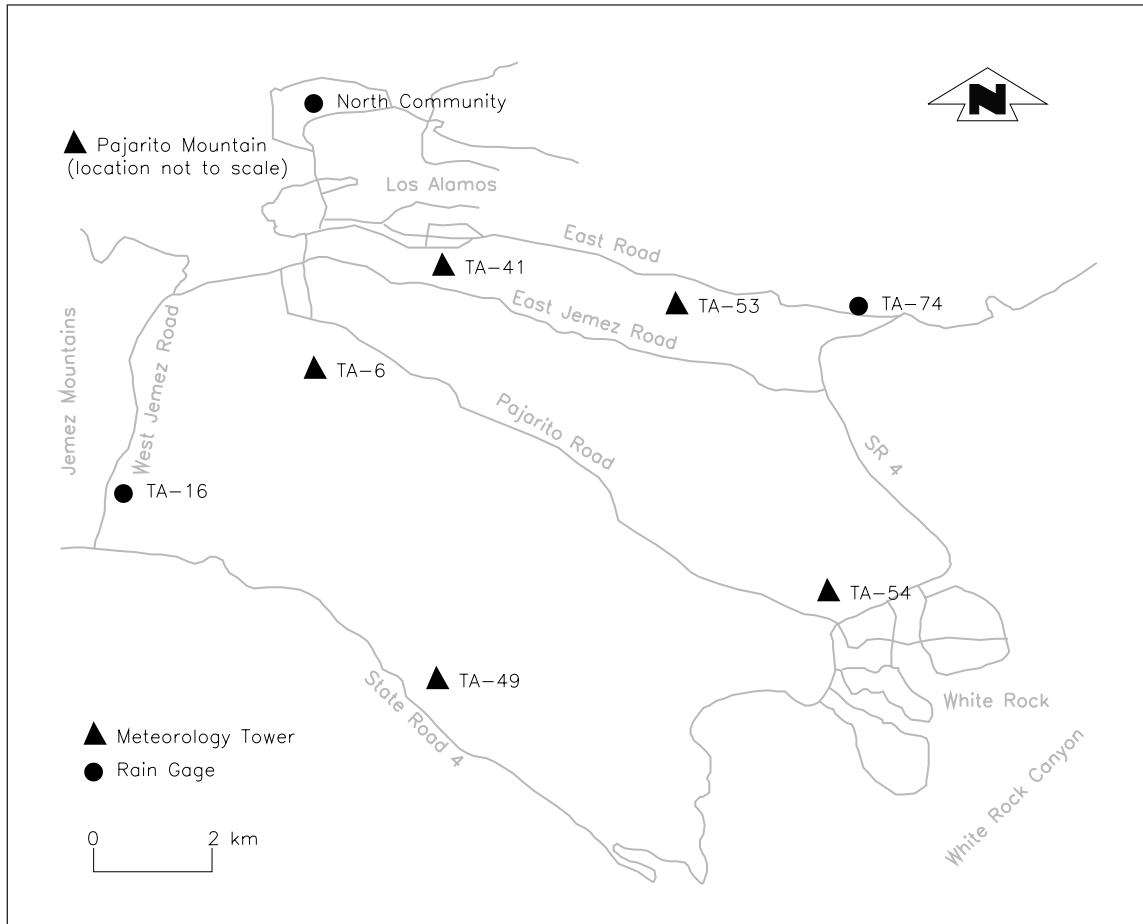 North Community
N
Pajarito Mountain
(location not to scale)
Los Alamos
East Road
TA-41
TA-53
TA-74
East Jemez Road
Jemez Mountains
West Jemez Road
TA-6
Pajarito Road
SR 4
TA-16
TA-54
TA-49
State Road 4
White Rock
Meteorology Tower
Rain Gage
White Rock Canyon
0 2 km